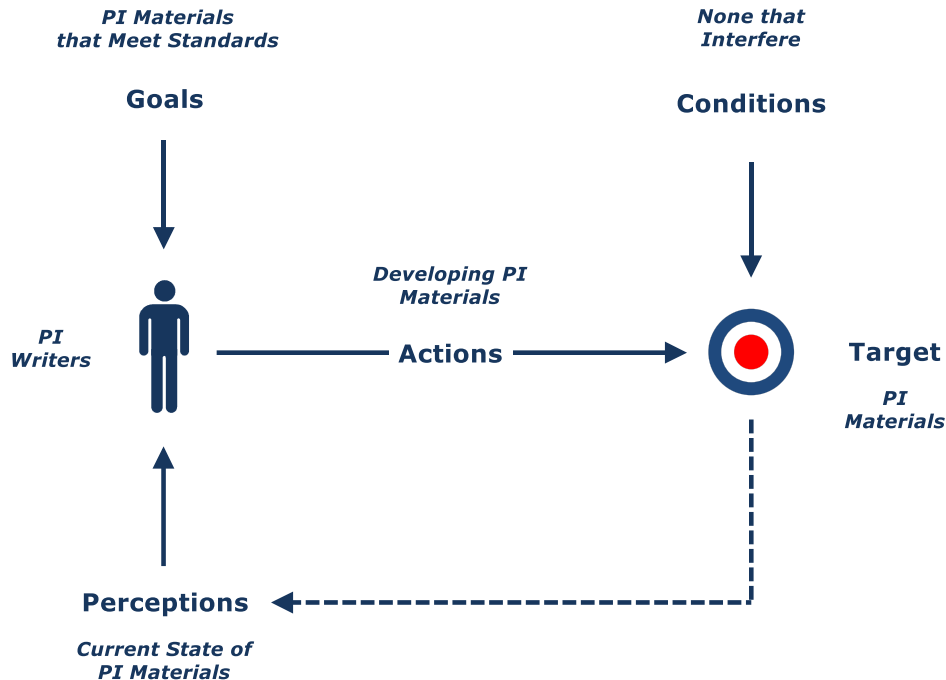 PI Materials
that Meet Standards
Goals
None that
Interfere
Conditions
Developing PI
Materials
Actions
PI
Writers
Target
PI
Materials
Perceptions
Current State of
PI Materials